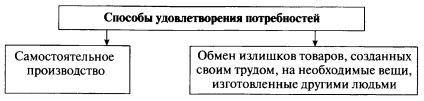 Способы удовлетворения потребностей
Самостоятельное
производство
Обмен излишков товаров, созданных
своим трудом, на необходимые вещи,
изготовленные другими людьми